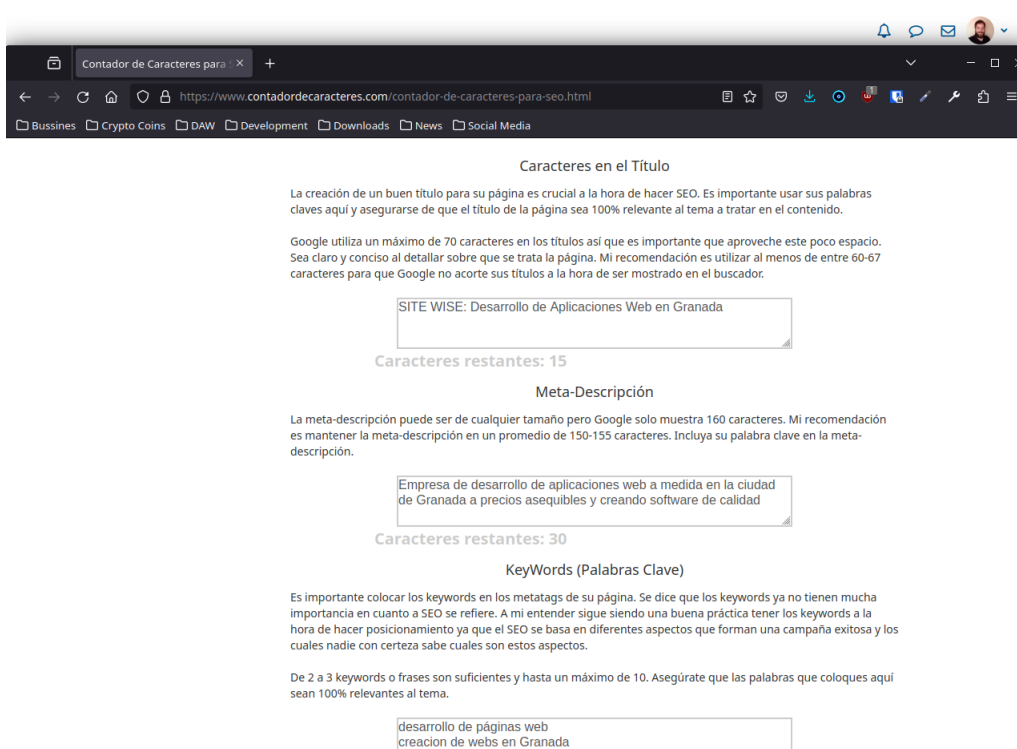 Contador de Caracteres para S
https://www.contadordecaracteres.com/contador-de-caracteres-para-seo.html
1
Bussines Crypto Coins DAW Development Downloads News Social Media
Caracteres en el Título
La creación de un buen título para su página es crucial a la hora de hacer SEO. Es importante usar sus palabras
claves aquí y asegurarse de que el título de la página sea 100% relevante al tema a tratar en el contenido.
Google utiliza un máximo de 70 caracteres en los títulos así que es importante que aproveche este poco espacio.
Sea claro y conciso al detallar sobre que se trata la página. Mi recomendación es utilizar al menos de entre 60-67
caracteres para que Google no acorte sus títulos a la hora de ser mostrado en el buscador.
SITE WISE: Desarrollo de Aplicaciones Web en Granada
Caracteres restantes: 15
Meta-Descripción
La meta-descripción puede ser de cualquier tamaño pero Google solo muestra 160 caracteres. Mi recomendación
es mantener la meta-descripción en un promedio de 150-155 caracteres. Incluya su palabra clave en la meta-
descripción.
Empresa de desarrollo de aplicaciones web a medida en la ciudad
de Granada a precios asequibles y creando software de calidad
Caracteres restantes: 30
KeyWords (Palabras Clave)
Es importante colocar los keywords en los metatags de su página. Se dice que los keywords ya no tienen mucha
importancia en cuanto a SEO se refiere. A mi entender sigue siendo una buena práctica tener los keywords a la
hora de hacer posicionamiento ya que el SEO se basa en diferentes aspectos que forman una campaña exitosa y los
cuales nadie con certeza sabe cuales son estos aspectos.
De 2 a 3 keywords o frases son suficientes y hasta un máximo de 10. Asegúrate que las palabras que coloques aquí
sean 100% relevantes al tema.
desarrollo de páginas web
creacion de webs en Granada